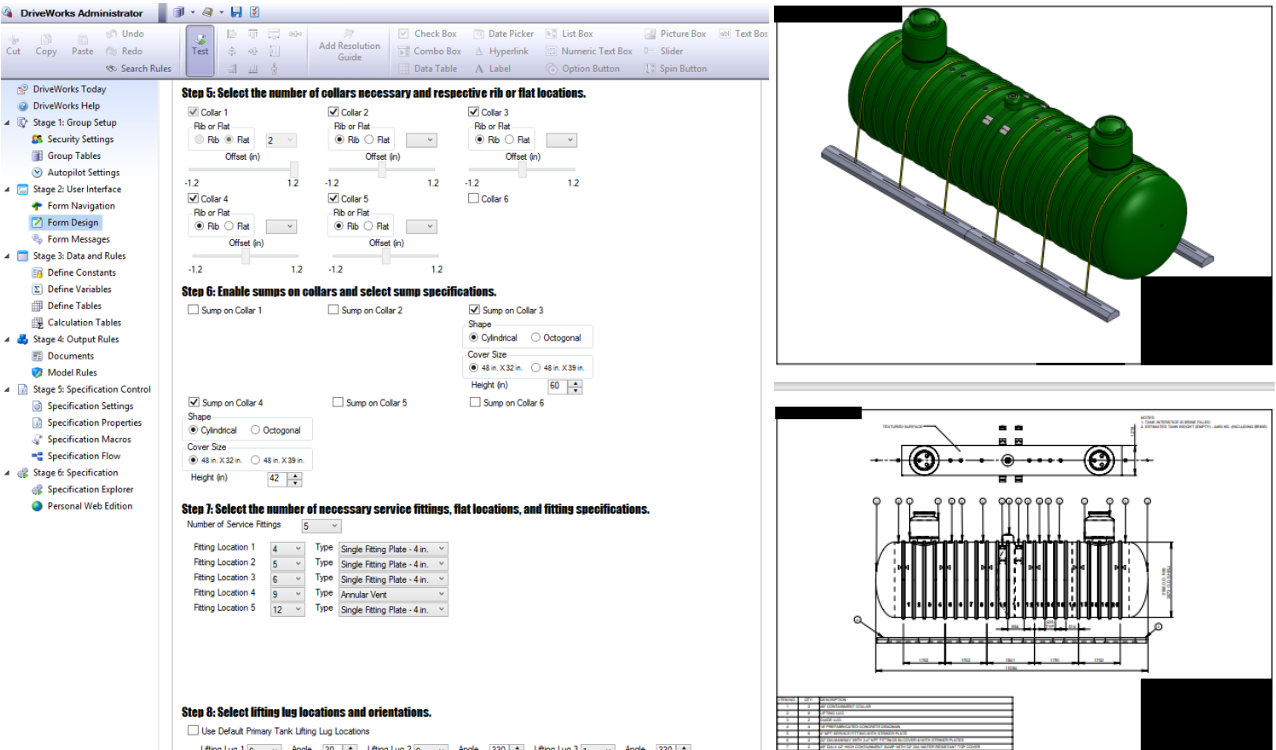 DriveWorks Administrator
Cut
Copy
Paste
Undo
Redo
Search Rules
Test
Add Resolution
Guide
Check Box
Date Picker
List Box
Picture Box
Text Box
Combo Box
Hyperlink
Numeric Text Box
Slider
Data Table
Label
Option Button
Spin Button
DriveWorks Today
DriveWorks Help
Stage 1: Group Setup
Security Settings
Group Tables
Autopilot Settings
Stage 2: User Interface
Form Navigation
Form Design
Form Messages
Stage 3: Data and Rules
Define Constants
Define Variables
Define Tables
Calculation Tables
Stage 4: Output Rules
Documents
Model Rules
Stage 5: Specification Control
Specification Settings
Specification Properties
Specification Macros
Specification Flow
Stage 6: Specification
Specification Explorer
Personal Web Edition
Step 5: Select the number of collars necessary and respective rib or flat locations.
Collar 1
Collar 2
Collar 3
Rib or Flat
Rib or Flat
Rib or Flat
Rib Flat 2
Rib Flat
Rib Flat
Offset (in)
Offset (in)
Offset (in)
-1.2 1.2
-1.2 1.2
-1.2 1.2
Collar 4
Collar 5
Collar 6
Rib or Flat
Rib or Flat
Rib Flat
Rib Flat
Offset (in)
Offset (in)
-1.2 1.2
-1.2 1.2
Step 6: Enable sumps on collars and select sump specifications.
Sump on Collar 1
Sump on Collar 2
Sump on Collar 3
Shape
Cylindrical Octogonal
Cover Size
48 in. X 32 in. 48 in. X 39 in.
Height (in) 60
Sump on Collar 4
Sump on Collar 5
Sump on Collar 6
Shape
Cylindrical Octogonal
Cover Size
48 in. X 32 in. 48 in. X 39 in.
Height (in) 42
Step 7: Select the number of necessary service fittings, flat locations, and fitting specifications.
Number of Service Fittings 5
Fitting Location 1 4 Type Single Fitting Plate - 4 in.
Fitting Location 2 5 Type Single Fitting Plate - 4 in.
Fitting Location 3 6 Type Single Fitting Plate - 4 in.
Fitting Location 4 9 Type Annular Vent
Fitting Location 5 12 Type Single Fitting Plate - 4 in.
Step 8: Select lifting lug locations and orientations.
Use Default Primary Tank Lifting Lug Locations
Lifting Lug 1 Angle 30 Lifting Lug 2 Angle 330 Lifting Lug 3 Angle 330
NOTES:
TEXTURED SURFACE
DESCRIPTION
LIFTING LUG
GUIDE LUG